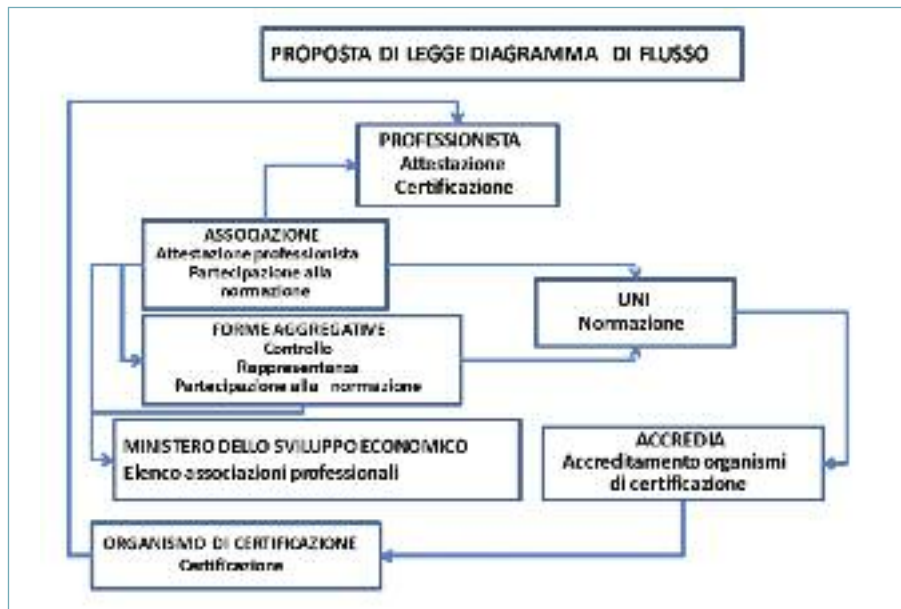 PROPOSTA DI LEGGE DIAGRAMMA DI FLUSSO
PROFESSIONISTA
Attestazione
Certificazione
ASSOCIAZIONE
Attestazione professionista
Partecipazione alla
normazione
UNI
Normazione
FORME AGGREGATIVE
Controllo
Rappresentanza
Partecipazione alla normazione
MINISTERO DELLO SVILUPPO ECONOMICO
Elenco associazioni professionali
ACCREDIA
Accreditamento organismi
di certificazione
ORGANISMO DI CERTIFICAZIONE
Certificazione